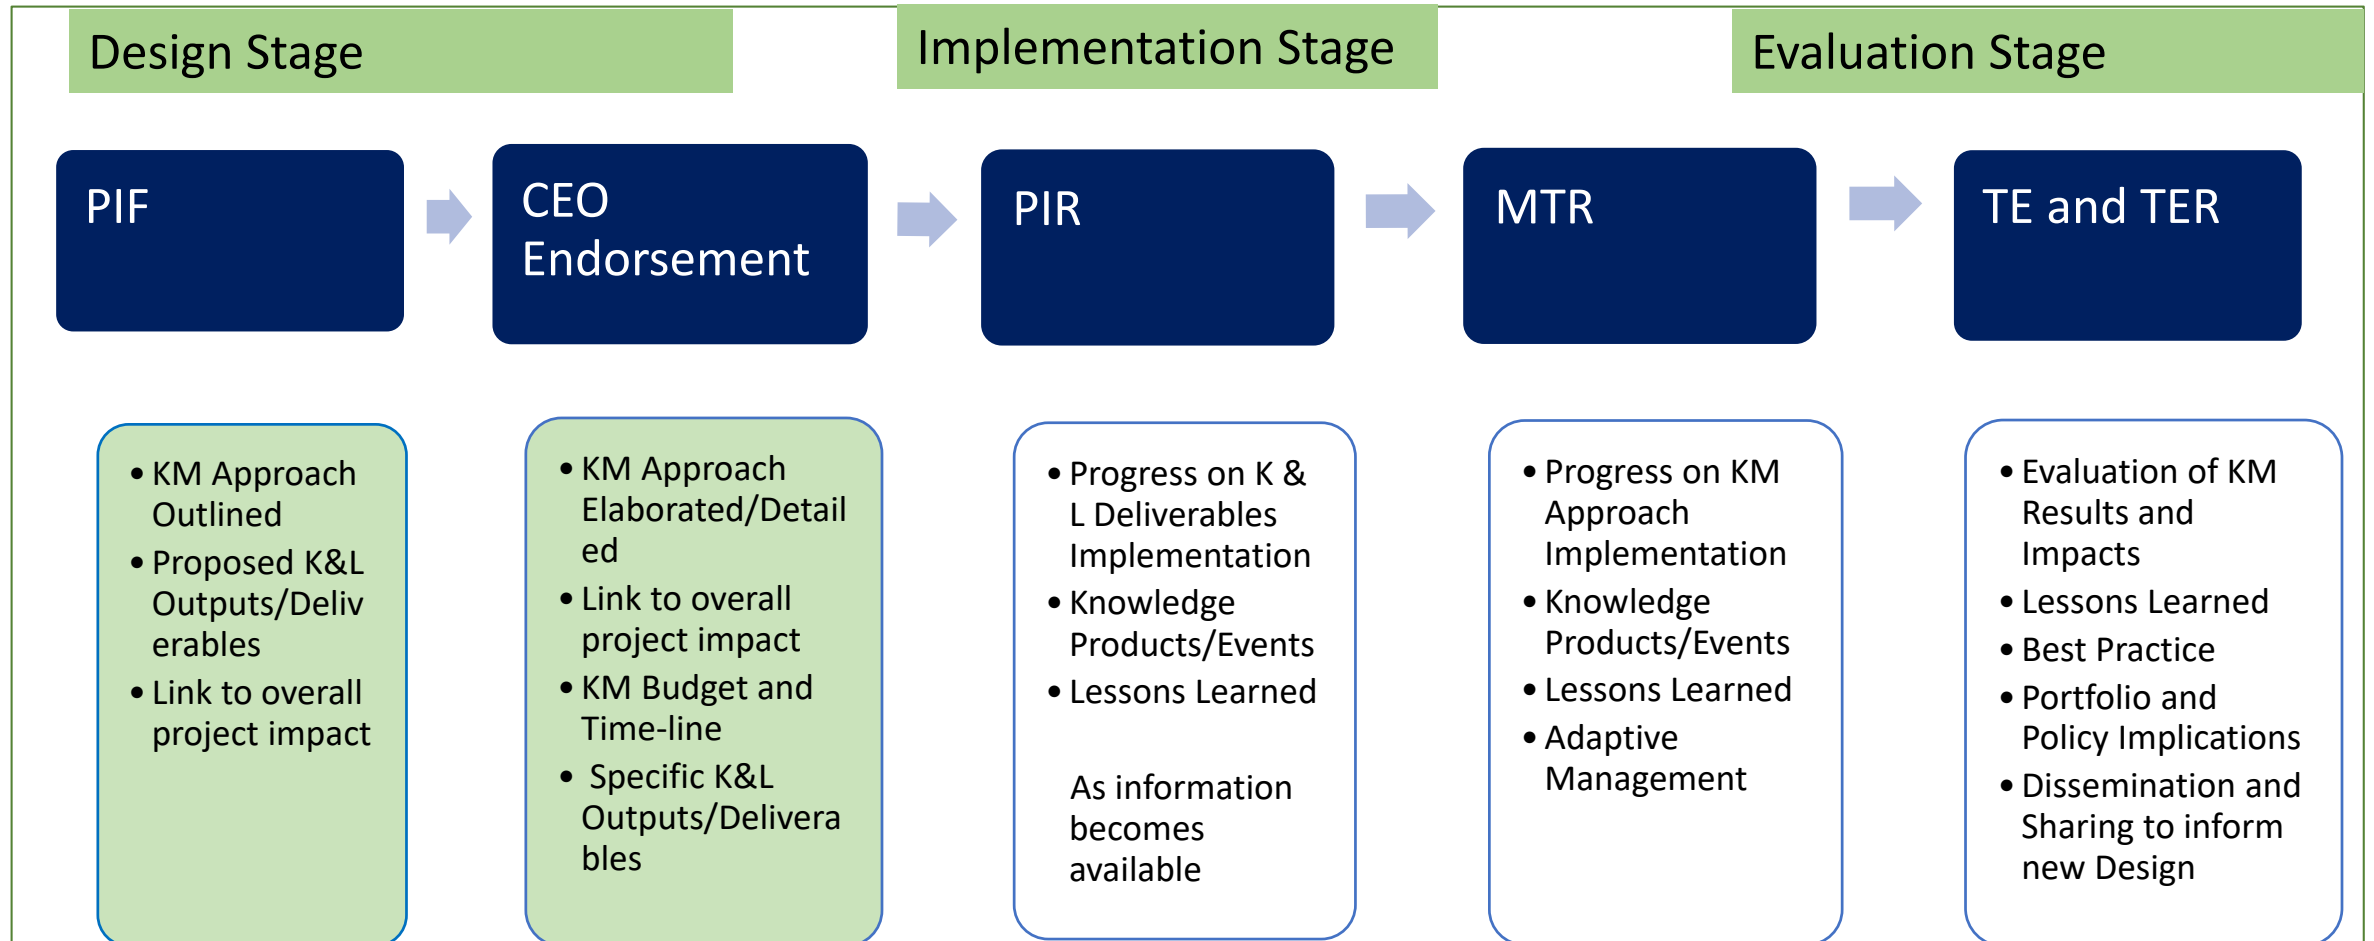 Design Stage
Implementation Stage
Evaluation Stage
PIF
CEO
Endorsement
PIR
MTR
TE and TER
• KM Approach
Outlined
• Proposed K&L
Outputs/Deliv
erables
• Link to overall
project impact
• KM Approach
Elaborated/Detail
ed
• Link to overall
project impact
• KM Budget and
Time-line
• Specific K&L
Outputs/Delivera
bles
• Progress on K &
L Deliverables
Implementation
• Knowledge
Products/Events
• Lessons Learned
As information
becomes
available
• Progress on KM
Approach
Implementation
• Knowledge
Products/Events
• Lessons Learned
• Adaptive
Management
• Evaluation of KM
Results and
Impacts
• Lessons Learned
• Best Practice
• Portfolio and
Policy Implications
• Dissemination and
Sharing to inform
new Design